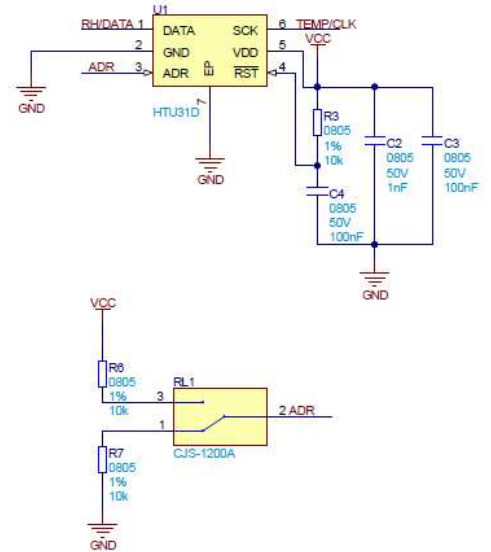 U1
RH/DATA 1 DATA SCK 6 TEMP/CLK
VCC
2 GND VDD 5
ADR 3 ADR EP RST 4
GND
HTU31D
7
GND
R3
0805
1%
10k
C2
0805
50V
1nF
C3
0805
50V
100nF
C4
0805
50V
100nF
GND
VCC
R6
0805
1%
10k
RL1
3
1
2 ADR
CJS-1200A
R7
0805
1%
10k
GND